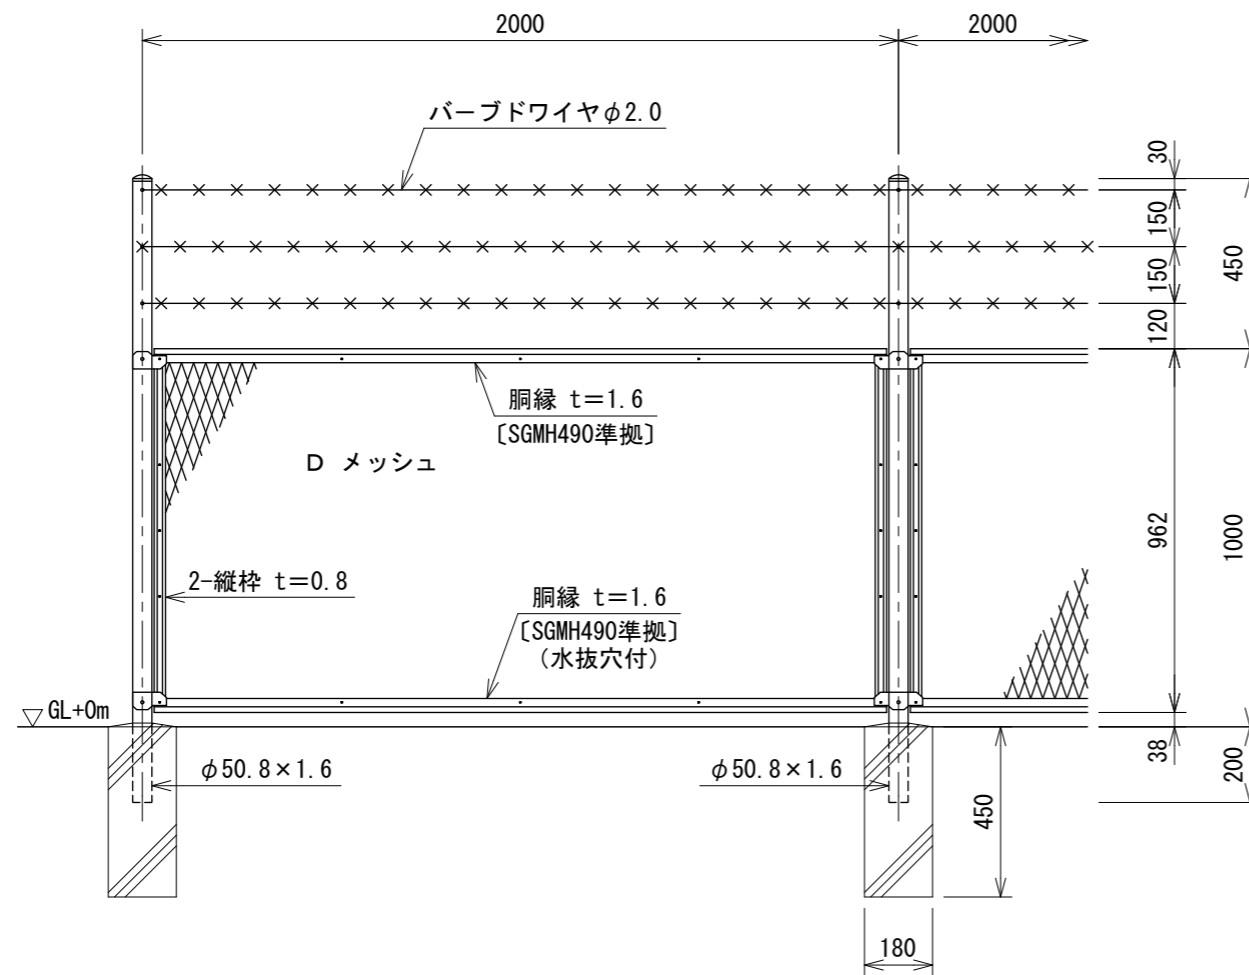 2000
2000
バーブドワイヤφ2.0
30
150
150
120
450
胴縁 t=1.6
〔SGMH490準拠〕
D メッシュ
962
1000
2-縦枠 t=0.8
胴縁 t=1.6
〔SGMH490準拠〕
（水抜穴付）
GL+0m
38
200
φ50.8×1.6
φ50.8×1.6
450
180